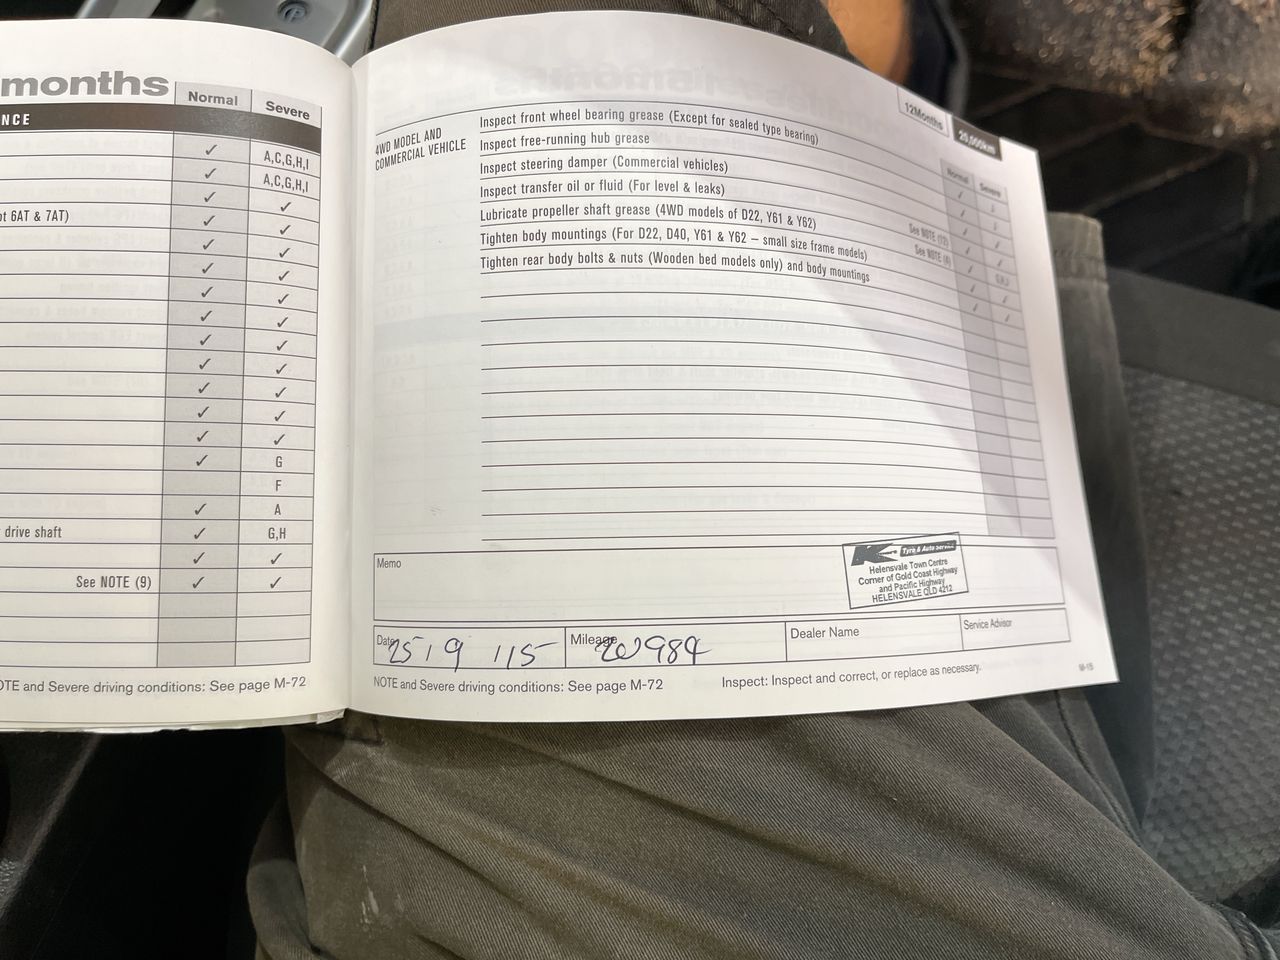 months
Normal
Severe
NCE
✓ A,C,G,H,I
✓ A,C,G,H,I
✓ ✓
ot 6AT & 7AT) ✓ ✓
✓ ✓
✓ ✓
✓ ✓
✓ ✓
✓ ✓
✓ ✓
✓ ✓
✓ ✓
✓ ✓
✓ G
F
✓ A
drive shaft ✓ G,H
✓ ✓
See NOTE (9) ✓ ✓
OTE and Severe driving conditions: See page M-72
12Months
20,000km
Normal Severe
4WD MODEL AND
COMMERCIAL VEHICLE
Inspect front wheel bearing grease (Except for sealed type bearing)
Inspect free-running hub grease
Inspect steering damper (Commercial vehicles)
Inspect transfer oil or fluid (For level & leaks)
Lubricate propeller shaft grease (4WD models of D22, Y61 & Y62) See NOTE (12)
Tighten body mountings (For D22, D40, Y61 & Y62 – small size frame models)
Tighten rear body bolts & nuts (Wooden bed models only) and body mountings
Memo
Tyre & Auto Service
Helensvale Town Centre
Corner of Gold Coast Highway
and Pacific Highway
HELENSVALE QLD 4212
Date 25/9/15 Mileage 20984 Dealer Name Service Advisor
NOTE and Severe driving conditions: See page M-72 Inspect: Inspect and correct, or replace as necessary. M-15